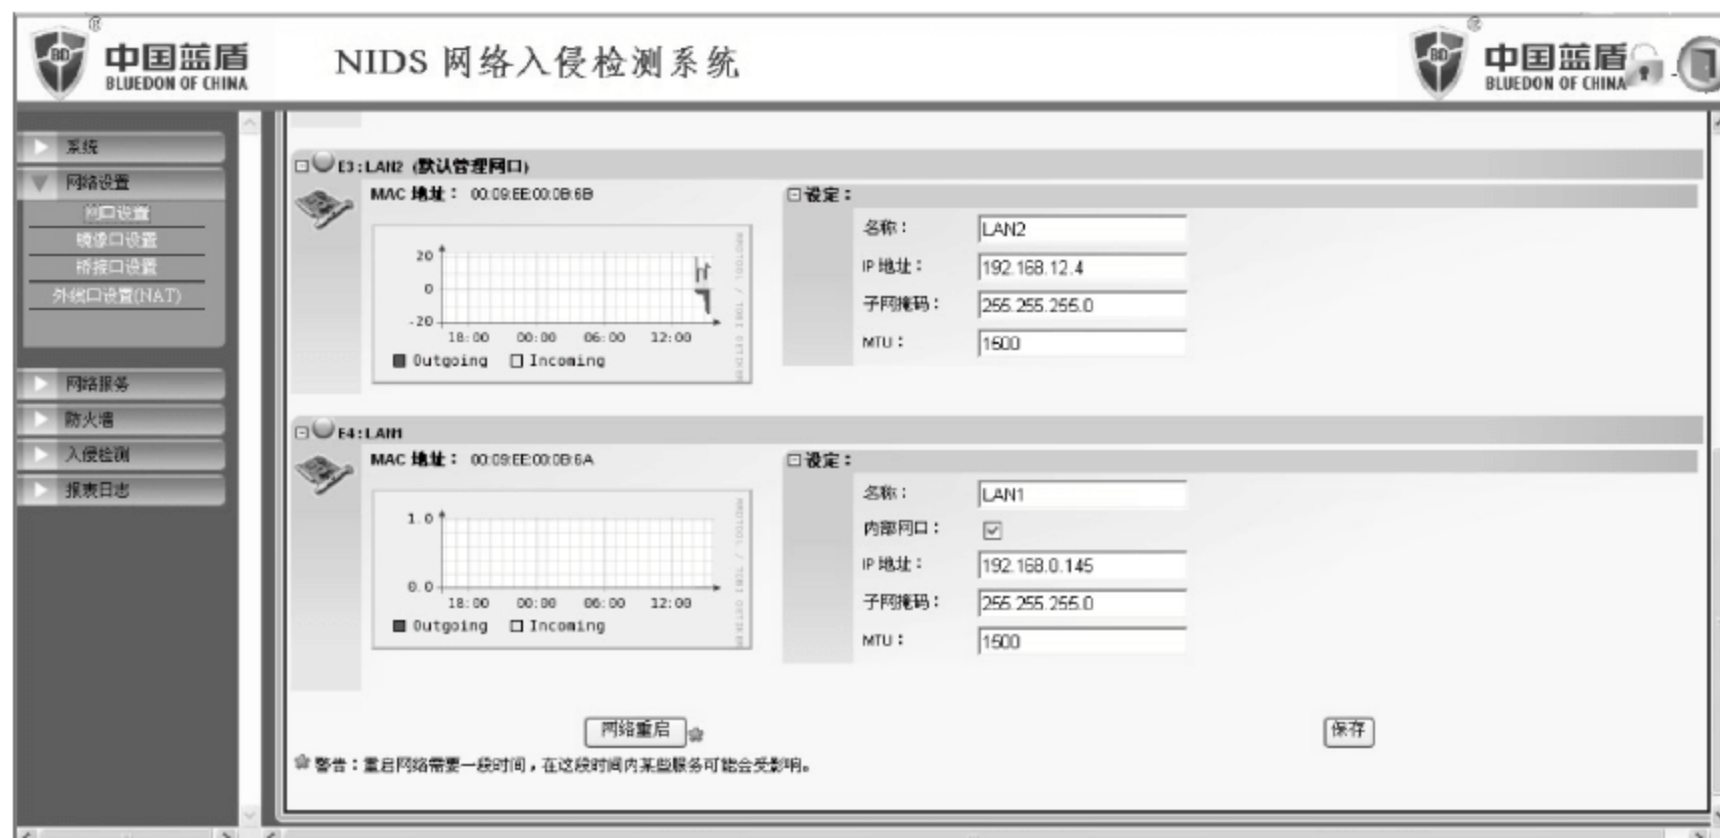 中国蓝盾
BLUEDON OF CHINA
NIDS 网络入侵检测系统
中国蓝盾
BLUEDON OF CHINA
系统
网络设置
网口设置
镜像口设置
桥接口设置
外线口设置(NAT)
网络服务
防火墙
入侵检测
报表日志
E3:LAN2 (默认管理网口)
MAC 地址: 00:09:EE:00:0B:6B
20
0
-20
18:00 00:00 06:00 12:00
Outgoing Incoming
RRDTOOL / TOBI OETIKER
设定:
名称: LAN2
IP 地址: 192.168.12.4
子网掩码: 255.255.255.0
MTU: 1500
E4:LAN1
MAC 地址: 00:09:EE:00:0B:6A
1.0
0.0
18:00 00:00 06:00 12:00
Outgoing Incoming
RRDTOOL / TOBI OETIKER
设定:
名称: LAN1
内部网口:
IP 地址: 192.168.0.145
子网掩码: 255.255.255.0
MTU: 1500
网络重启
保存
警告:重启网络需要一段时间,在这段时间内某些服务可能会受影响。